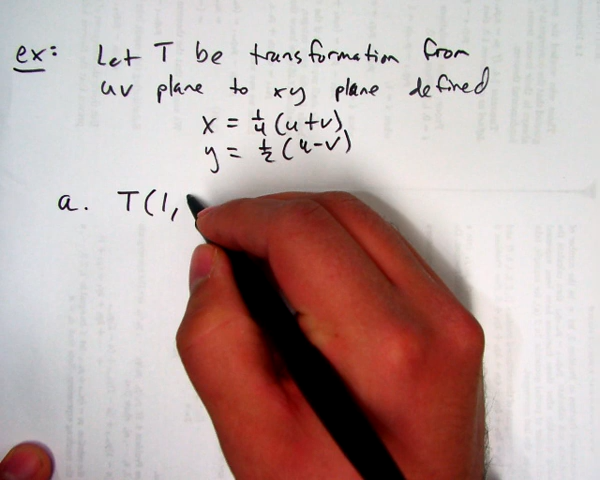 ex: Let T be transformation from
uv plane to xy plane defined
x = 1/4 (u+v),
y = 1/2 (u-v)
a. T(1,